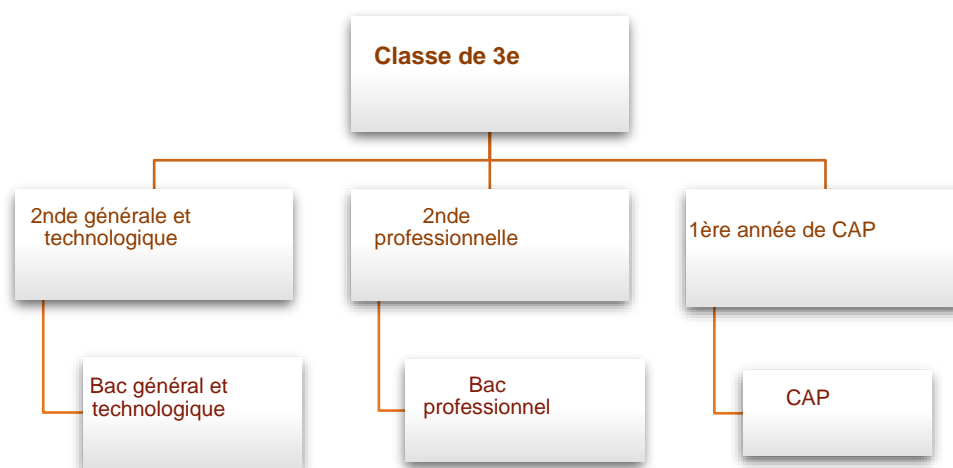 Classe de 3e
2nde générale et
technologique
2nde
professionnelle
1ère année de CAP
Bac général et
technologique
Bac
professionnel
CAP